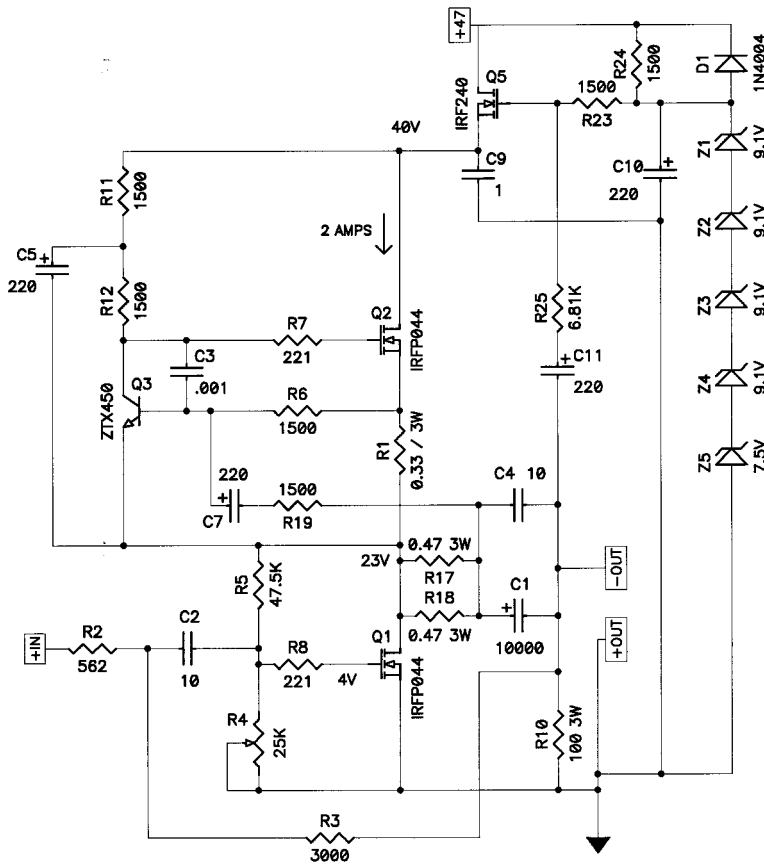 +47
R24
1500
D1
1N4004
Q5
IRF240
1500
R23
40V
Z1
9.1V
C9
1
C10
+
220
R11
1500
2 AMPS
Z2
9.1V
C5
+
220
R12
1500
R25
6.81K
Z3
9.1V
Q2
IRFP044
R7
221
C3
.001
C11
+
220
Z4
9.1V
Q3
ZTX450
R6
1500
R1
0.33 / 3W
Z5
7.5V
220
+
C7
1500
R19
C4 10
23V
0.47 3W
R17
-OUT
R5
47.5K
R18
0.47 3W
C1
+
10000
+OUT
+IN
R2
562
C2
10
R8
221
4V
Q1
IRFP044
R4
25K
R10
100 3W
R3
3000